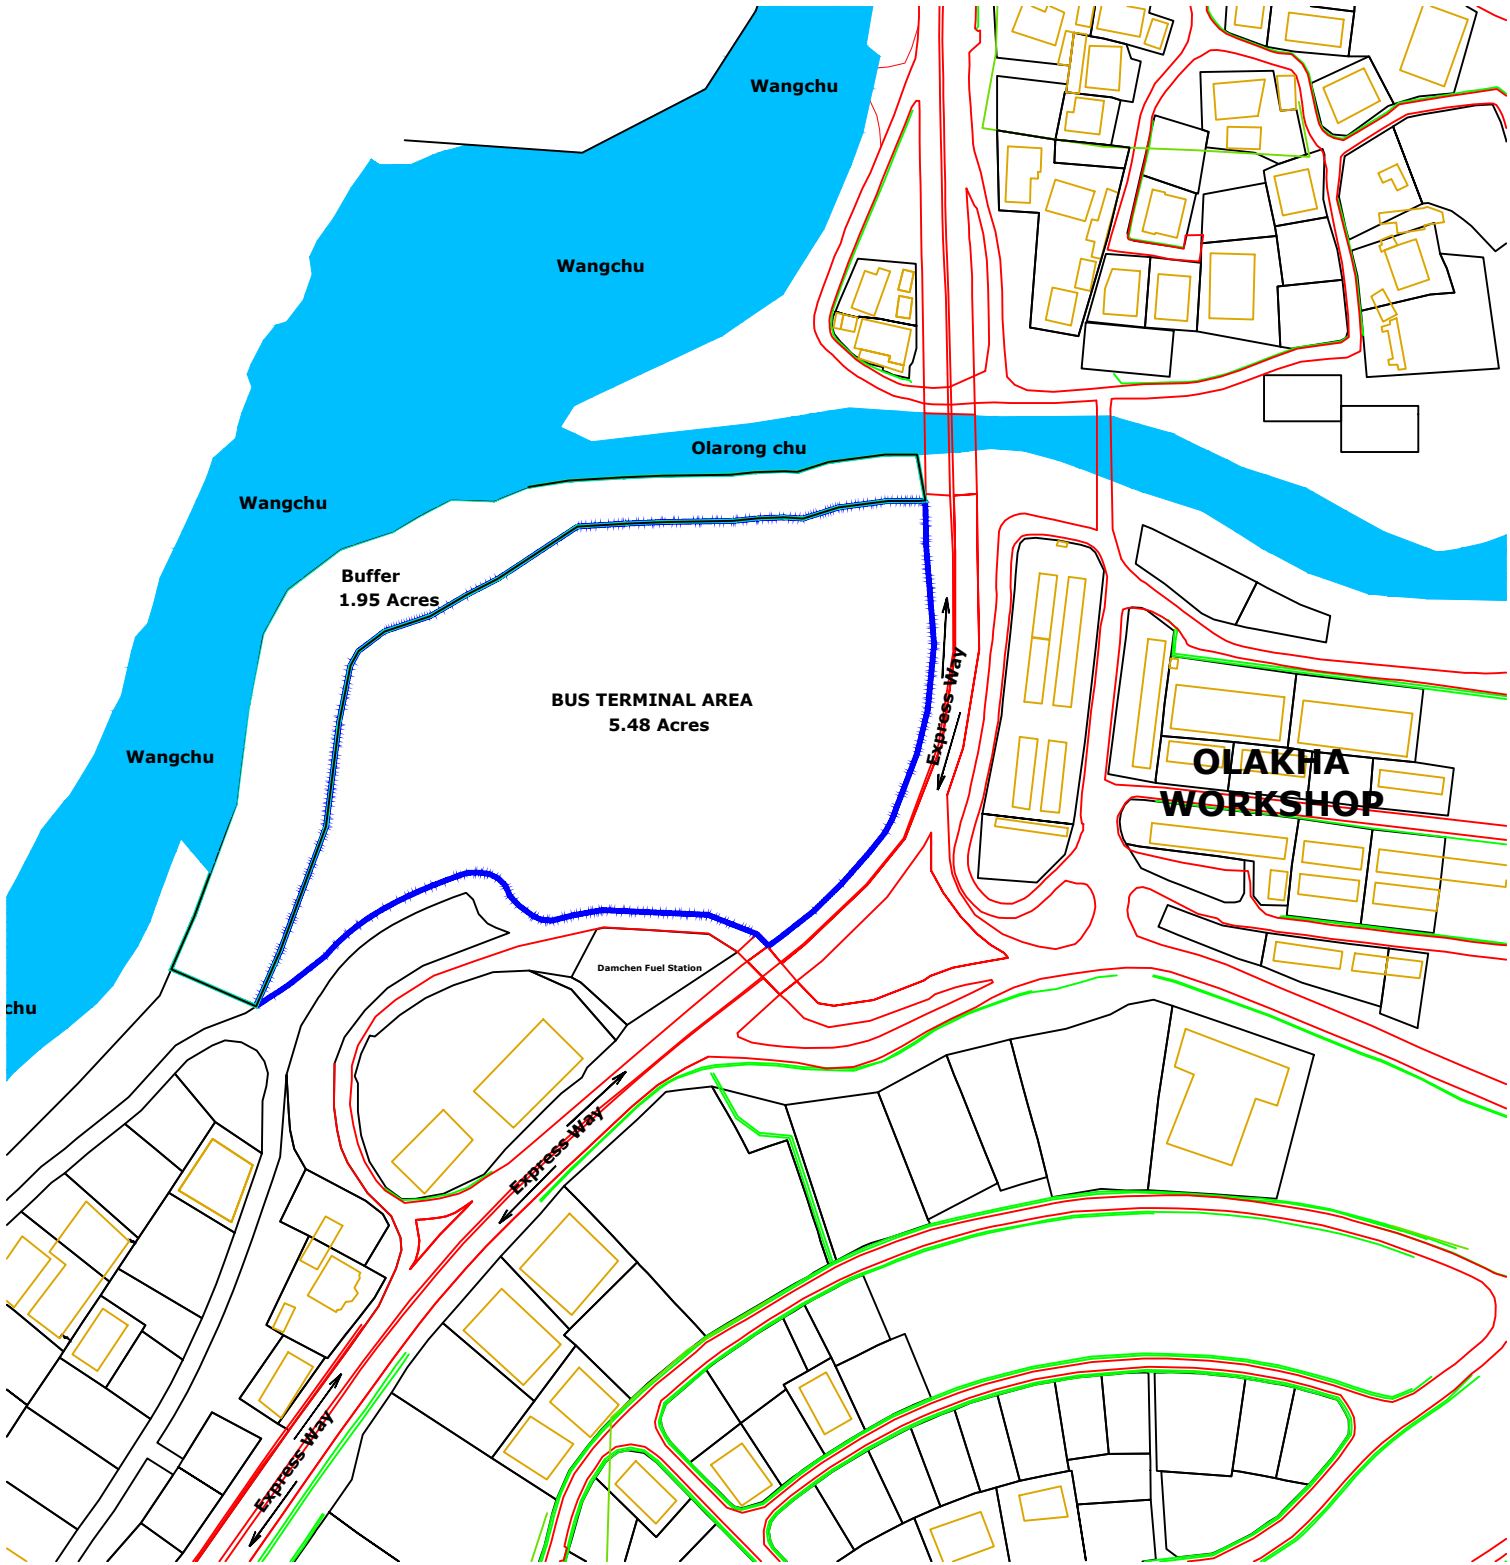 Wangchu
Wangchu
Olarong chu
Wangchu
Buffer
1.95 Acres
BUS TERMINAL AREA
5.48 Acres
Express Way
Wangchu
OLAKHA
WORKSHOP
Damchen Fuel Station
chu
Express Way
Express Way